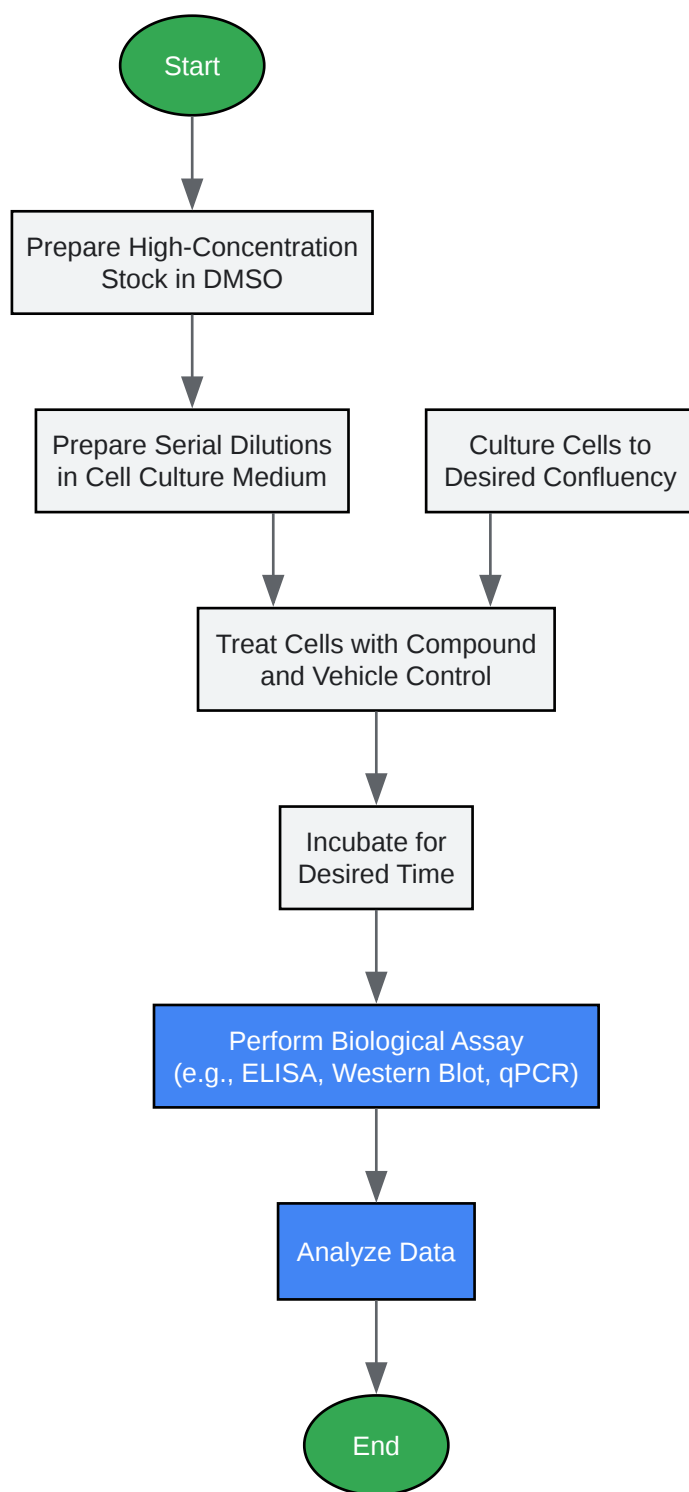 Start
Prepare High-Concentration
Stock in DMSO
Prepare Serial Dilutions
in Cell Culture Medium
Culture Cells to
Desired Confluency
Treat Cells with Compound
and Vehicle Control
Incubate for
Desired Time
Perform Biological Assay
(e.g., ELISA, Western Blot, qPCR)
Analyze Data
End